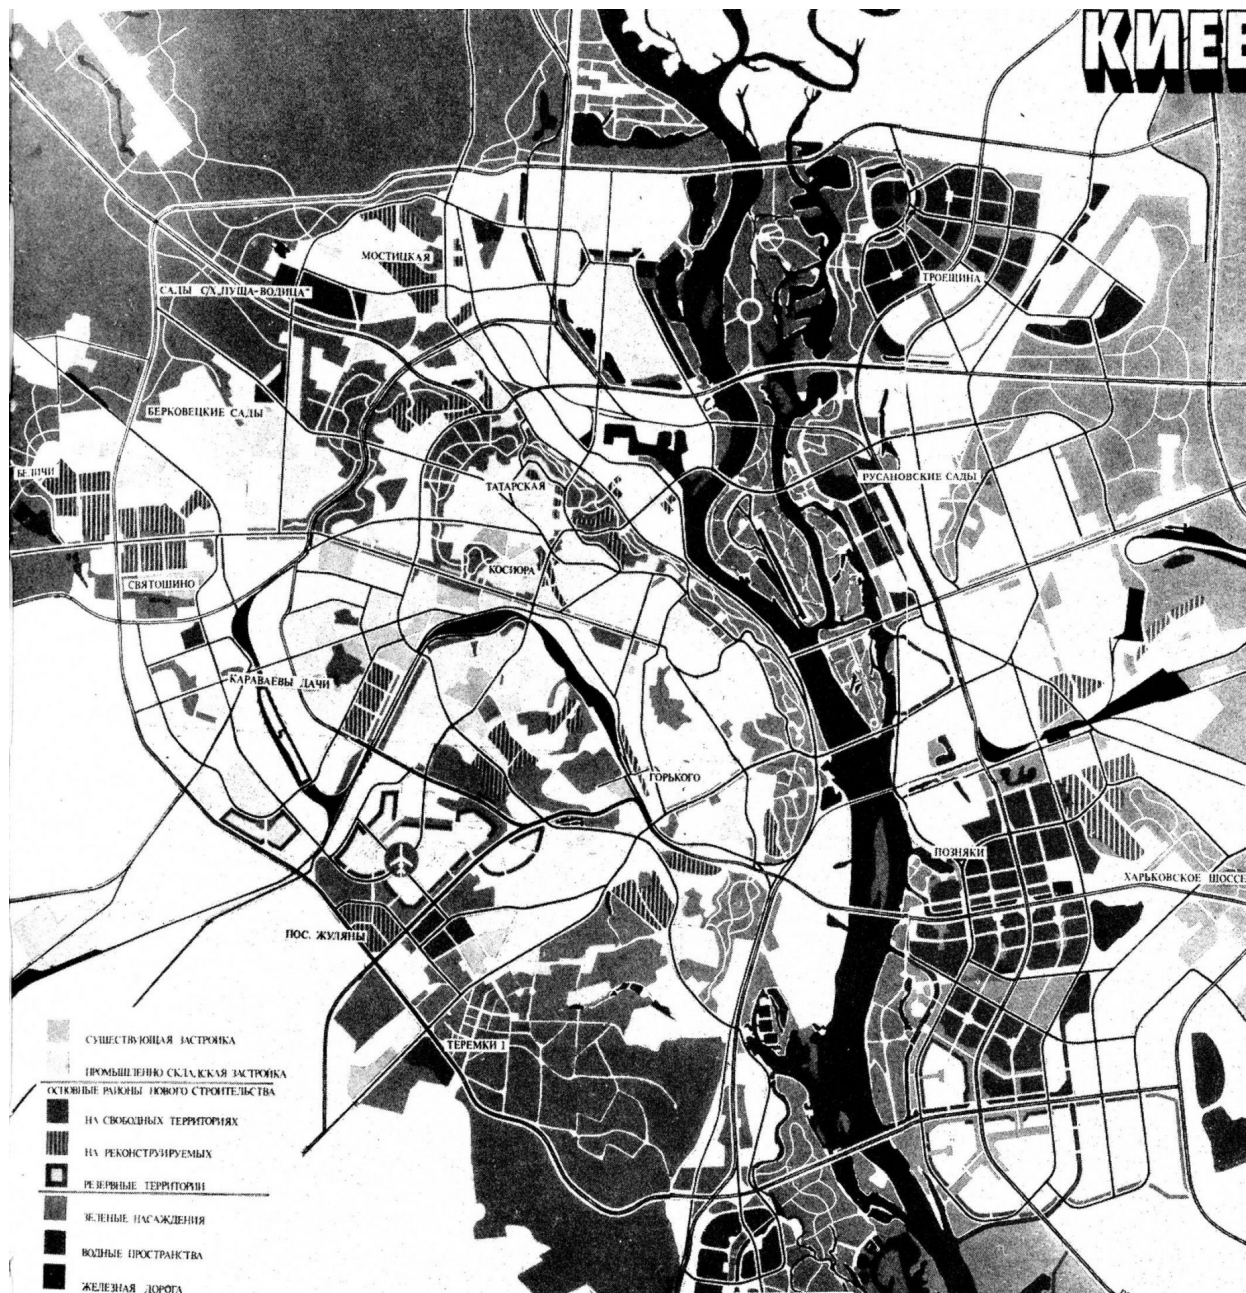 КИЕВ
МОСТИЦКАЯ
САДЫ С/Х „ПУЩА-ВОДИЦА"
ТРОЕЩИНА
БЕРКОВЕЦКИЕ САДЫ
БЕЛИЧИ
ТАТАРСКАЯ
РУСАНОВСКИЕ САДЫ
СВЯТОШИНО
КОСИОРА
КАРАВАЕВЫ ДАЧИ
ГОРЬКОГО
ПОЗНЯКИ
ХАРЬКОВСКОЕ ШОССЕ
ПОС. ЖУЛЯНЫ
ТЕРЕМКИ 1
СУЩЕСТВУЮЩАЯ ЗАСТРОЙКА
ПРОМЫШЛЕННО СКЛАДСКАЯ ЗАСТРОЙКА
ОСНОВНЫЕ РАЙОНЫ НОВОГО СТРОИТЕЛЬСТВА
НА СВОБОДНЫХ ТЕРРИТОРИЯХ
НА РЕКОНСТРУИРУЕМЫХ
РЕЗЕРВНЫЕ ТЕРРИТОРИИ
ЗЕЛЕНЫЕ НАСАЖДЕНИЯ
ВОДНЫЕ ПРОСТРАНСТВА
ЖЕЛЕЗНАЯ ДОРОГА